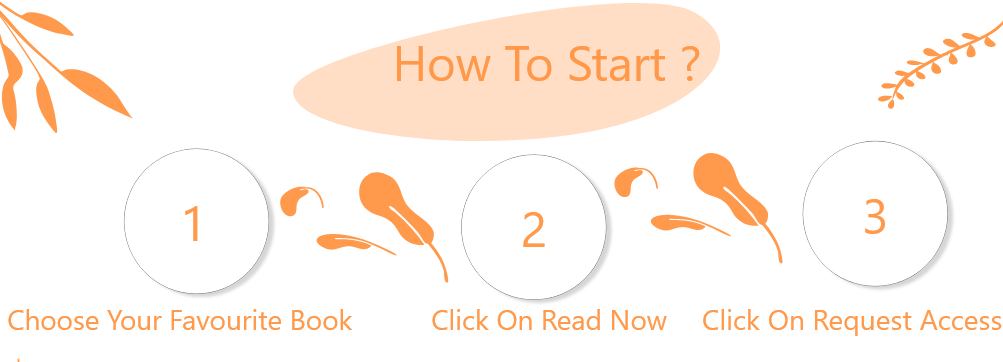 How To Start ?
1
2
3
Choose Your Favourite Book
Click On Read Now
Click On Request Access